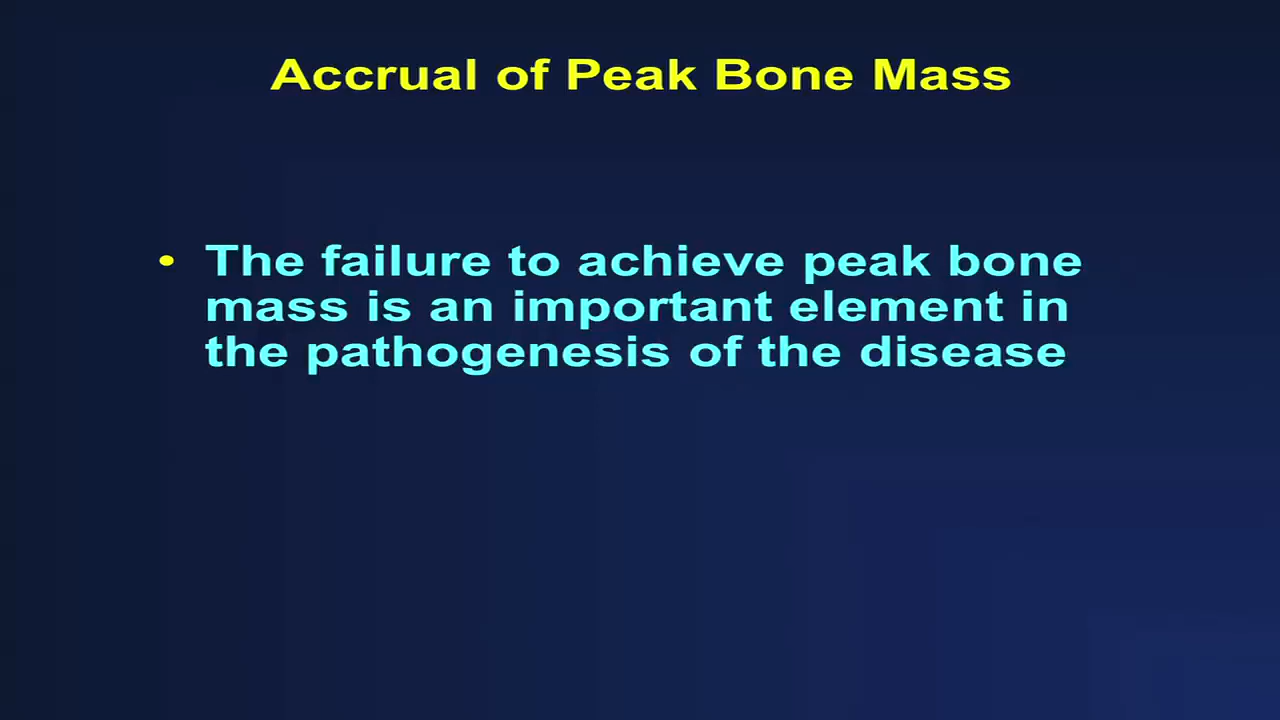 Accrual of Peak Bone Mass
• The failure to achieve peak bone
mass is an important element in
the pathogenesis of the disease